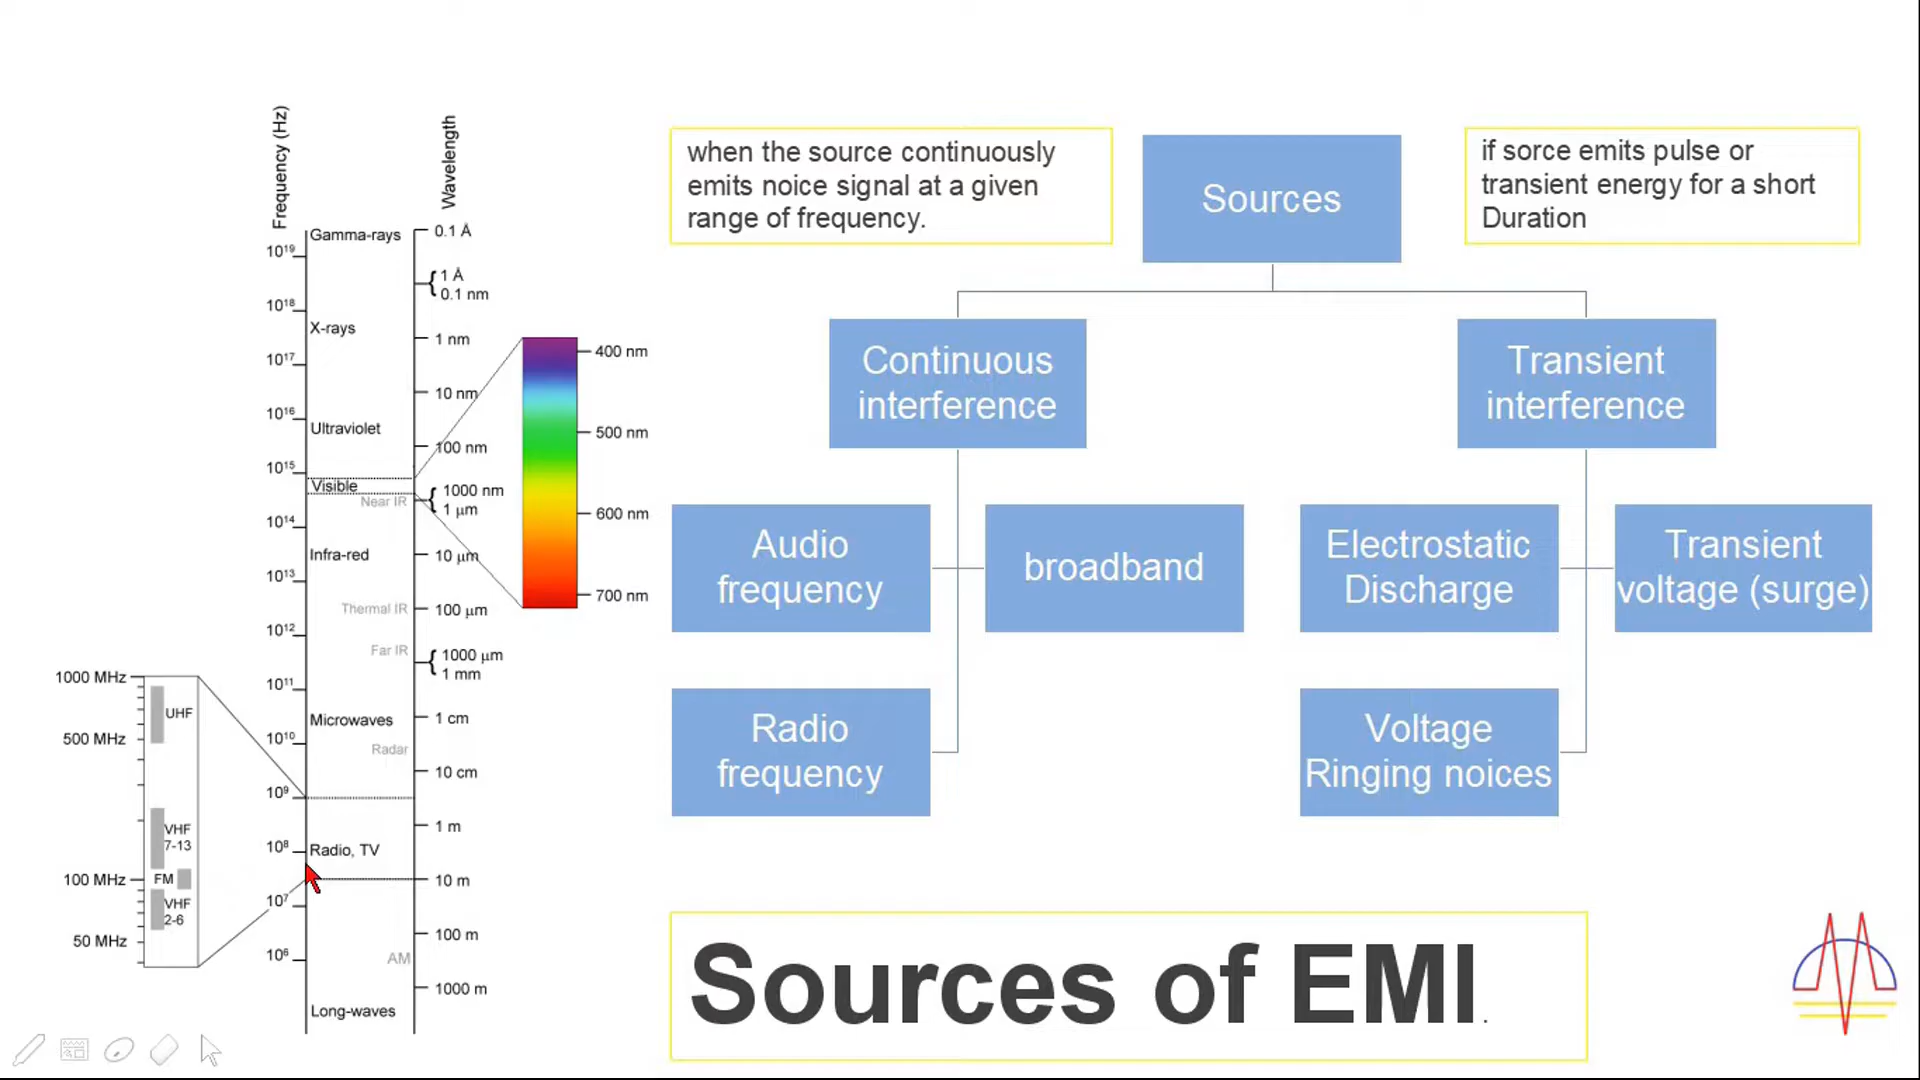 Frequency (Hz)
Wavelength
Gamma-rays
X-rays
Ultraviolet
Visible
Near IR
Infra-red
Thermal IR
Far IR
Microwaves
Radar
Radio, TV
AM
Long-waves
10¹⁹
10¹⁸
10¹⁷
10¹⁶
10¹⁵
10¹⁴
10¹³
10¹²
10¹¹
10¹⁰
10⁹
10⁸
10⁷
10⁶
0.1 Å
1 Å
0.1 nm
1 nm
10 nm
100 nm
1000 nm
1 µm
10 µm
100 µm
1000 µm
1 mm
1 cm
10 cm
1 m
10 m
100 m
1000 m
400 nm
500 nm
600 nm
700 nm
1000 MHz
500 MHz
100 MHz
50 MHz
UHF
VHF
7-13
FM
VHF
2-6
when the source continuously
emits noice signal at a given
range of frequency.
Sources
if sorce emits pulse or
transient energy for a short
Duration
Continuous
interference
Transient
interference
Audio
frequency
broadband
Electrostatic
Discharge
Transient
voltage (surge)
Radio
frequency
Voltage
Ringing noices
Sources of EMI.